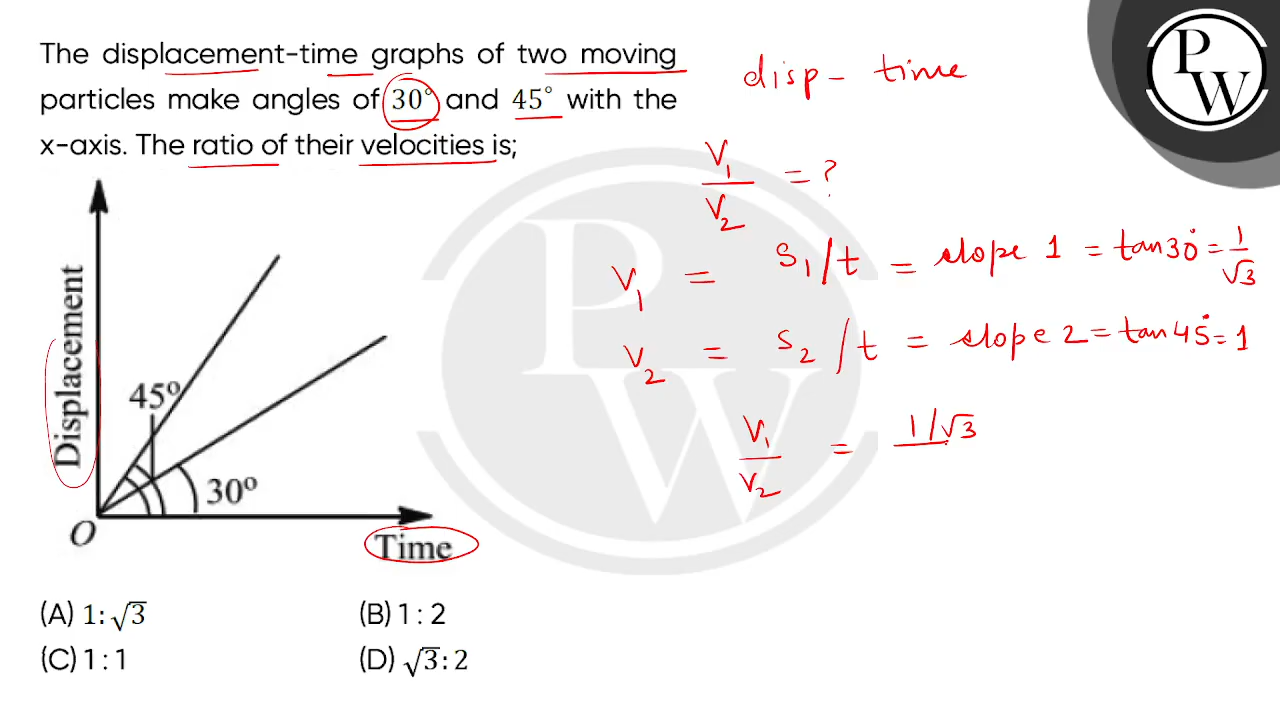 The displacement-time graphs of two moving
particles make angles of 30° and 45° with the
x-axis. The ratio of their velocities is;
disp- time
V₁/V₂ = ?
V₁ = S₁/t = slope 1 = tan30° = 1/√3
V₂ = S₂/t = slope 2 = tan45° = 1
V₁/V₂ = 1/√3
Displacement
45°
30°
O
Time
(A) 1:√3
(B) 1 : 2
(C) 1 : 1
(D) √3: 2
P
W
P
W